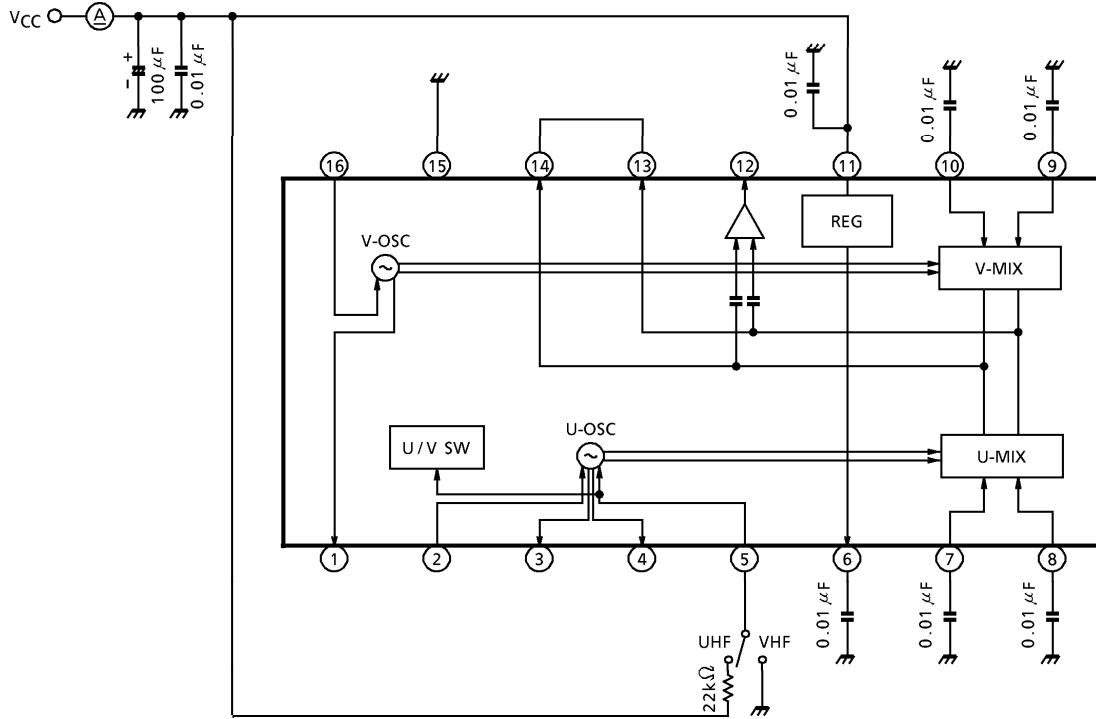 VCC
A
100 µF
0.01 µF
0.01 µF
0.01 µF
0.01 µF
+
−
16
15
14
13
12
11
10
9
REG
V-OSC
V-MIX
U/V SW
U-OSC
U-MIX
1
2
3
4
5
6
7
8
UHF
VHF
22kΩ
0.01 µF
0.01 µF
0.01 µF